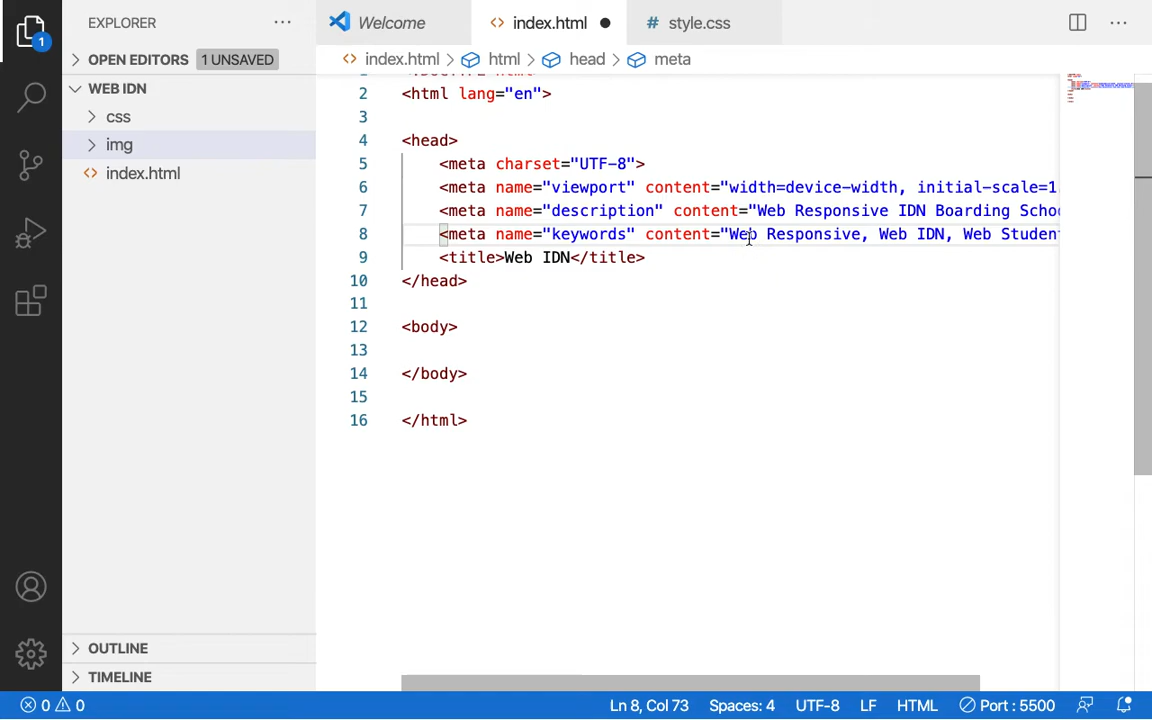 EXPLORER
Welcome
index.html
# style.css
OPEN EDITORS 1 UNSAVED
index.html > html > head > meta
WEB IDN
css
img
index.html
1
2 <html lang="en">
3
4 <head>
5 <meta charset="UTF-8">
6 <meta name="viewport" content="width=device-width, initial-scale=1.
7 <meta name="description" content="Web Responsive IDN Boarding Schoo
8 <meta name="keywords" content="Web Responsive, Web IDN, Web Student
9 <title>Web IDN</title>
10 </head>
11
12 <body>
13
14 </body>
15
16 </html>
OUTLINE
TIMELINE
0 0 Ln 8, Col 73 Spaces: 4 UTF-8 LF HTML Port : 5500